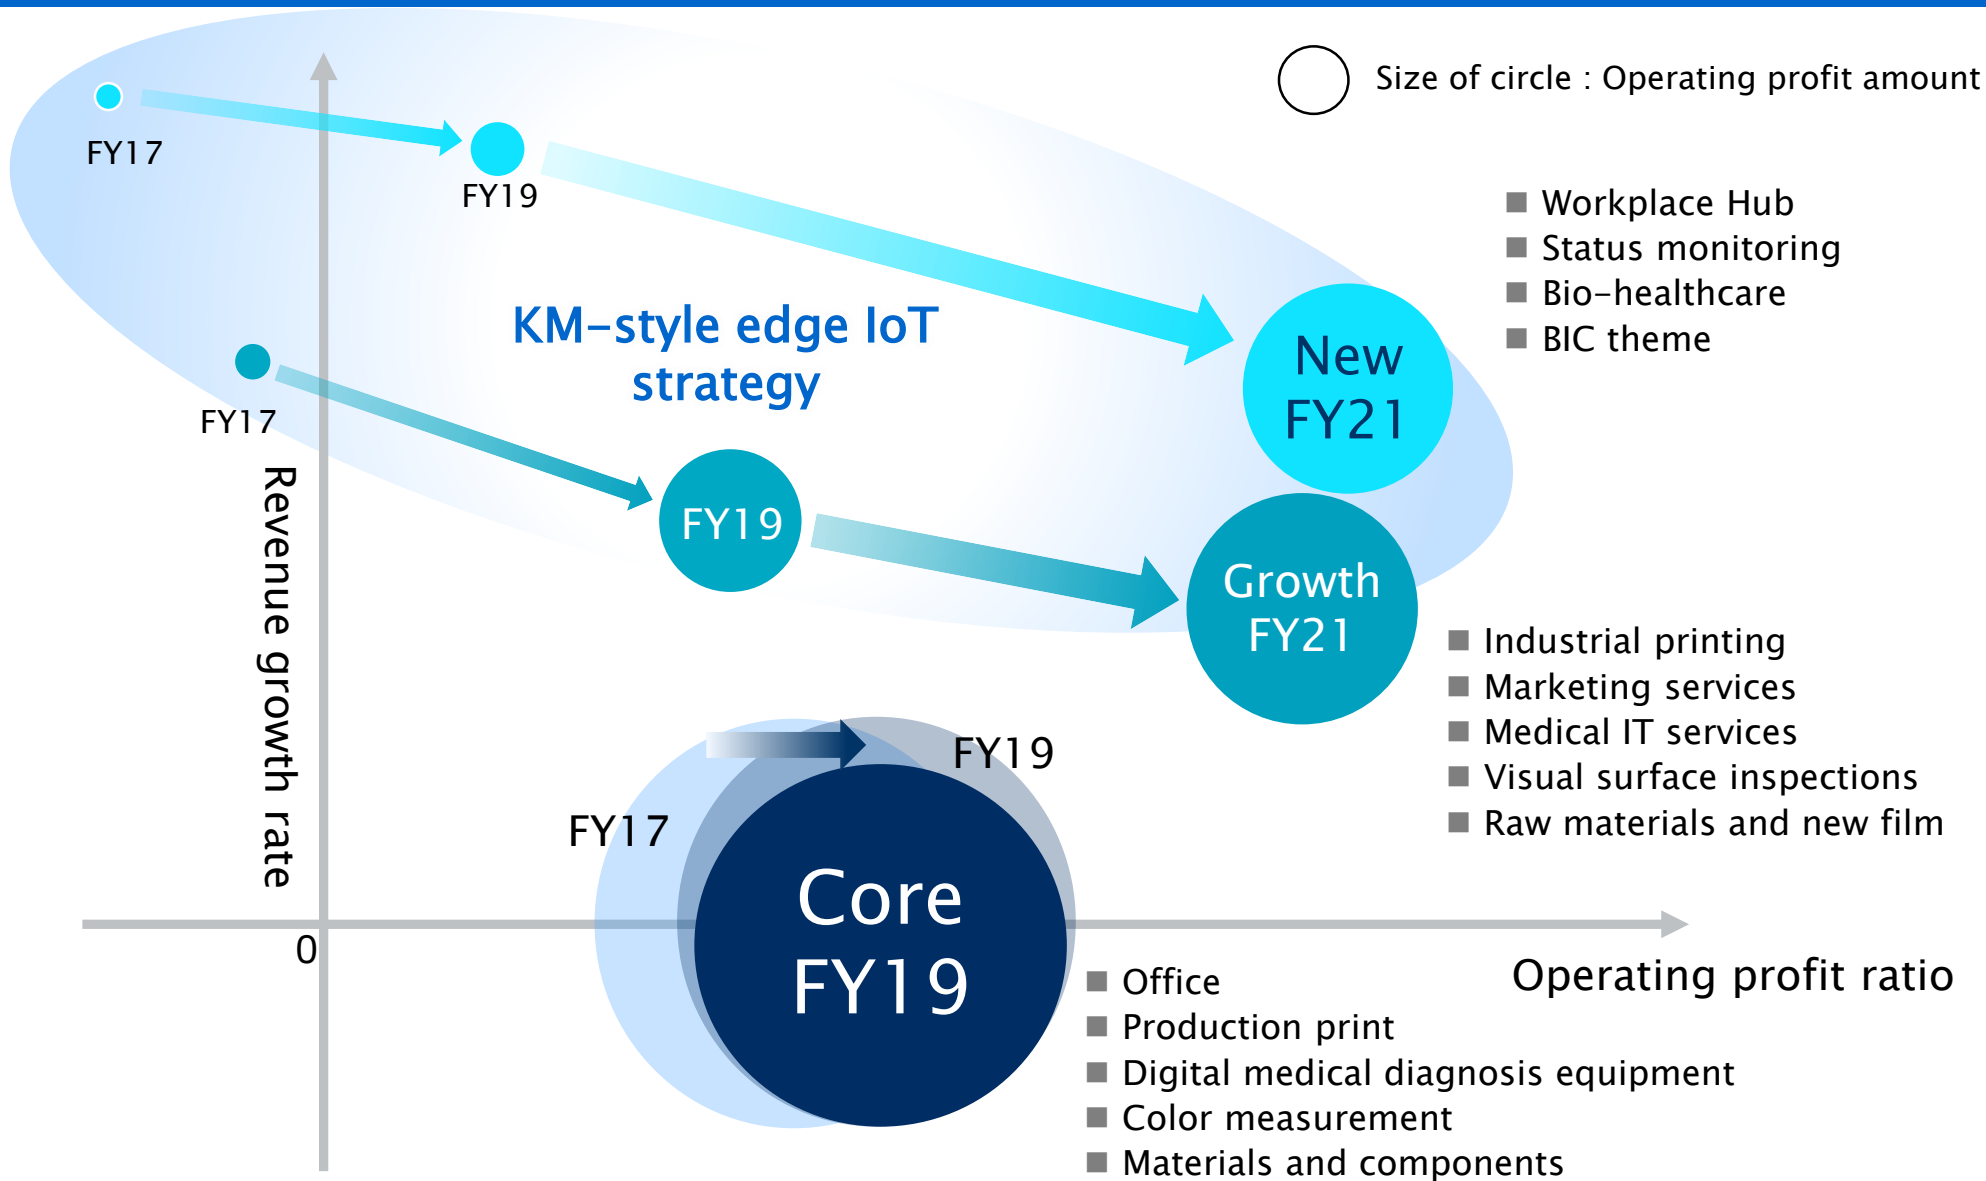 Size of circle : Operating profit amount
FY17
FY19
Workplace Hub
Status monitoring
Bio-healthcare
BIC theme
KM-style edge IoT
strategy
New
FY21
FY17
FY19
Growth
FY21
Revenue growth rate
Industrial printing
Marketing services
Medical IT services
Visual surface inspections
Raw materials and new film
FY19
FY17
Core
FY19
0
Operating profit ratio
Office
Production print
Digital medical diagnosis equipment
Color measurement
Materials and components